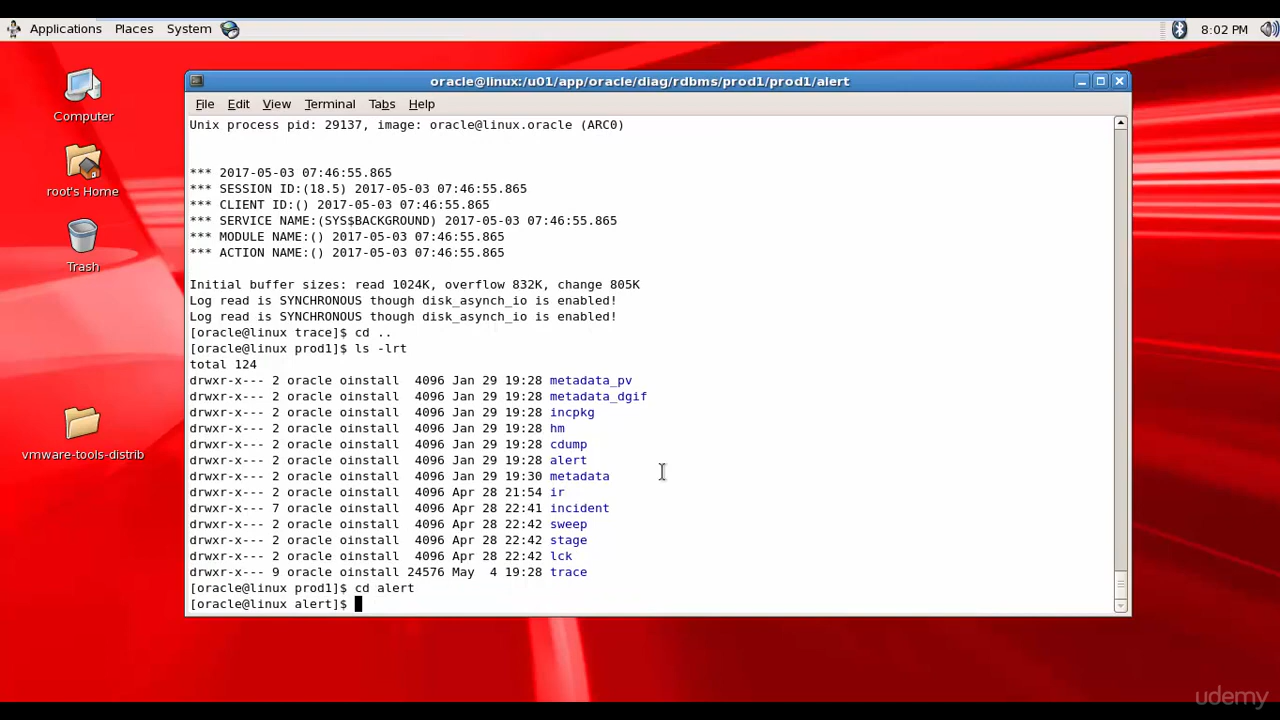 Applications Places System 8:02 PM
Computer
root's Home
Trash
vmware-tools-distrib
oracle@linux:/u01/app/oracle/diag/rdbms/prod1/prod1/alert
File Edit View Terminal Tabs Help
Unix process pid: 29137, image: oracle@linux.oracle (ARC0)
*** 2017-05-03 07:46:55.865
*** SESSION ID:(18.5) 2017-05-03 07:46:55.865
*** CLIENT ID:() 2017-05-03 07:46:55.865
*** SERVICE NAME:(SYS$BACKGROUND) 2017-05-03 07:46:55.865
*** MODULE NAME:() 2017-05-03 07:46:55.865
*** ACTION NAME:() 2017-05-03 07:46:55.865
Initial buffer sizes: read 1024K, overflow 832K, change 805K
Log read is SYNCHRONOUS though disk_asynch_io is enabled!
Log read is SYNCHRONOUS though disk_asynch_io is enabled!
[oracle@linux trace]$ cd ..
[oracle@linux prod1]$ ls -lrt
total 124
drwxr-x--- 2 oracle oinstall  4096 Jan 29 19:28 metadata_pv
drwxr-x--- 2 oracle oinstall  4096 Jan 29 19:28 metadata_dgif
drwxr-x--- 2 oracle oinstall  4096 Jan 29 19:28 incpkg
drwxr-x--- 2 oracle oinstall  4096 Jan 29 19:28 hm
drwxr-x--- 2 oracle oinstall  4096 Jan 29 19:28 cdump
drwxr-x--- 2 oracle oinstall  4096 Jan 29 19:28 alert
drwxr-x--- 2 oracle oinstall  4096 Jan 29 19:30 metadata
drwxr-x--- 2 oracle oinstall  4096 Apr 28 21:54 ir
drwxr-x--- 7 oracle oinstall  4096 Apr 28 22:41 incident
drwxr-x--- 2 oracle oinstall  4096 Apr 28 22:42 sweep
drwxr-x--- 2 oracle oinstall  4096 Apr 28 22:42 stage
drwxr-x--- 2 oracle oinstall  4096 Apr 28 22:42 lck
drwxr-x--- 9 oracle oinstall 24576 May  4 19:28 trace
[oracle@linux prod1]$ cd alert
[oracle@linux alert]$
udemy